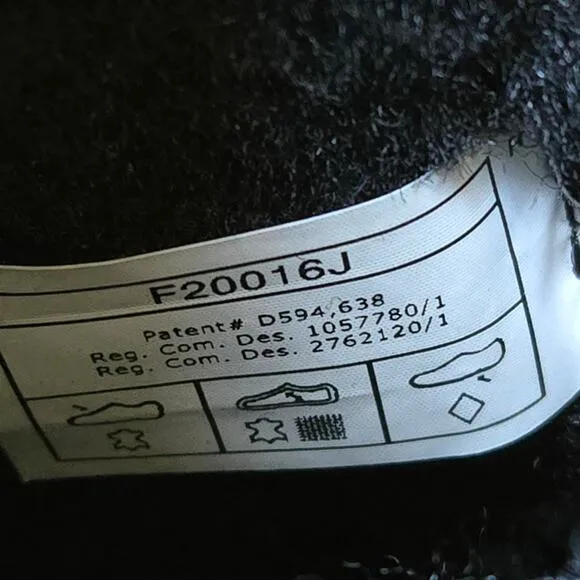 F20016J
Patent# D594,638
Reg. Com. Des. 1057780/1
Reg. Com. Des. 2762120/1